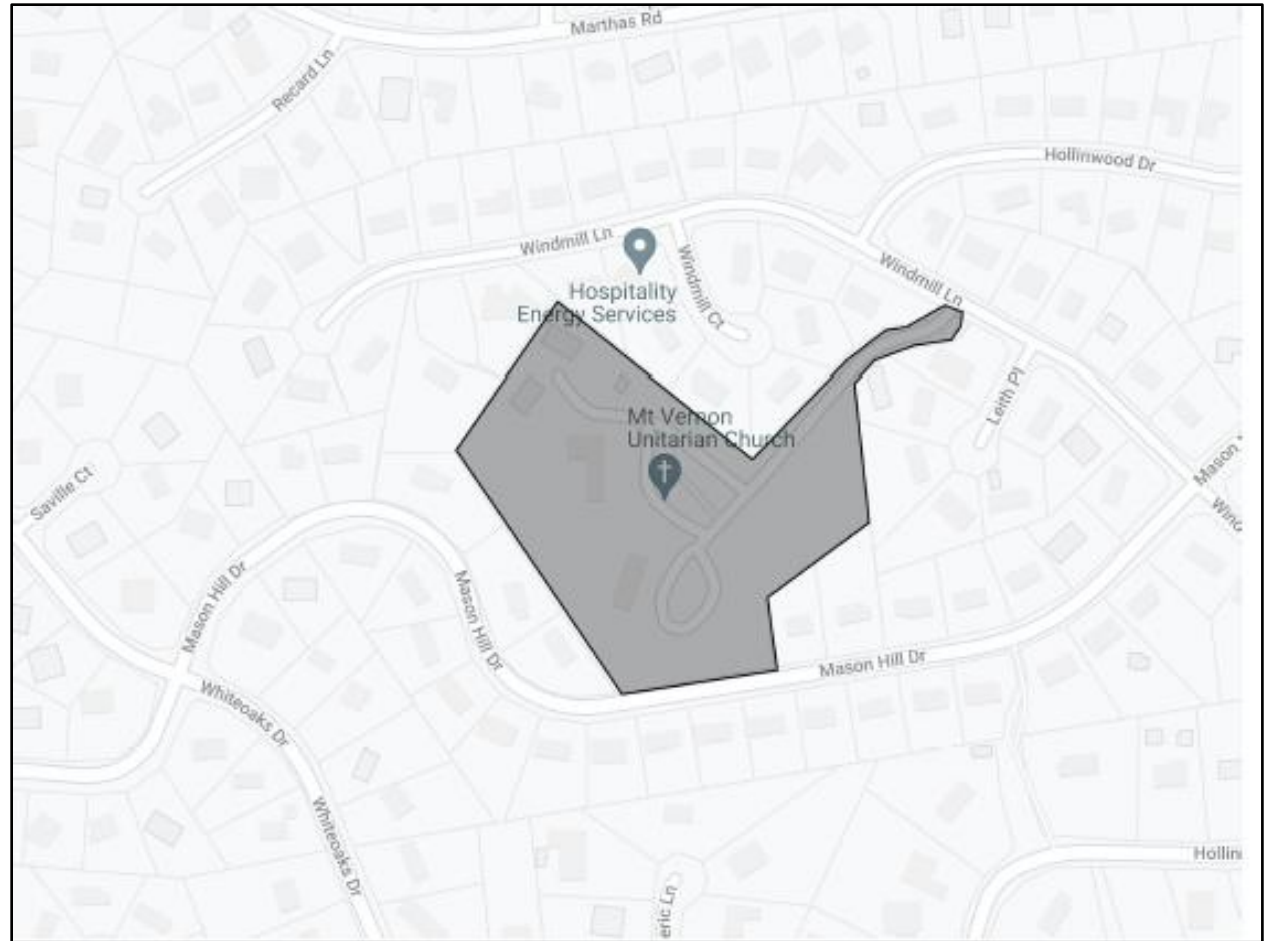 Marthas Rd
Recard Ln
Hollinwood Dr
Windmill Ln
Hospitality
Energy Services
Windmill Ct
Windmill Ln
Leith Pl
Mt Vernon
Unitarian Church
Saville Ct
Mason
Mason Hill Dr
Mason Hill Dr
Mason Hill Dr
Whiteoaks Dr
Whiteoaks Dr
Hollin
eric Ln